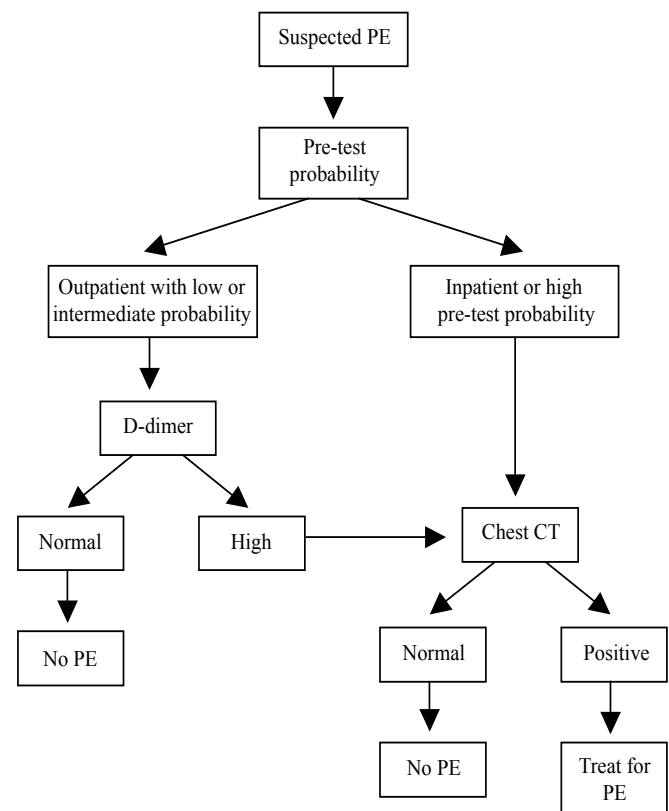 Suspected PE
Pre-test
probability
Outpatient with low or
intermediate probability
Inpatient or high
pre-test probability
D-dimer
Normal
High
Chest CT
No PE
Normal
Positive
No PE
Treat for
PE